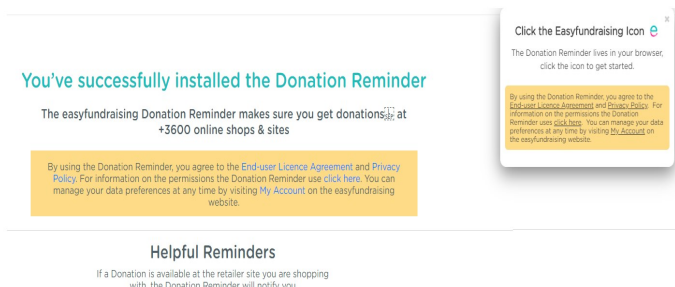 You've successfully installed the Donation Reminder
The easyfundraising Donation Reminder makes sure you get donations at
+3600 online shops & sites
By using the Donation Reminder, you agree to the End-user Licence Agreement and Privacy
Policy. For information on the permissions the Donation Reminder use click here. You can
manage your data preferences at any time by visiting My Account on the easyfundraising
website.
Helpful Reminders
If a Donation is available at the retailer site you are shopping
with, the Donation Reminder will notify you
x
Click the Easyfundraising Icon e
The Donation Reminder lives in your browser,
click the icon to get started.
By using the Donation Reminder, you agree to the
End-user Licence Agreement and Privacy Policy. For
information on the permissions the Donation
Reminder uses click here. You can manage your data
preferences at any time by visiting My Account on
the easyfundraising website.